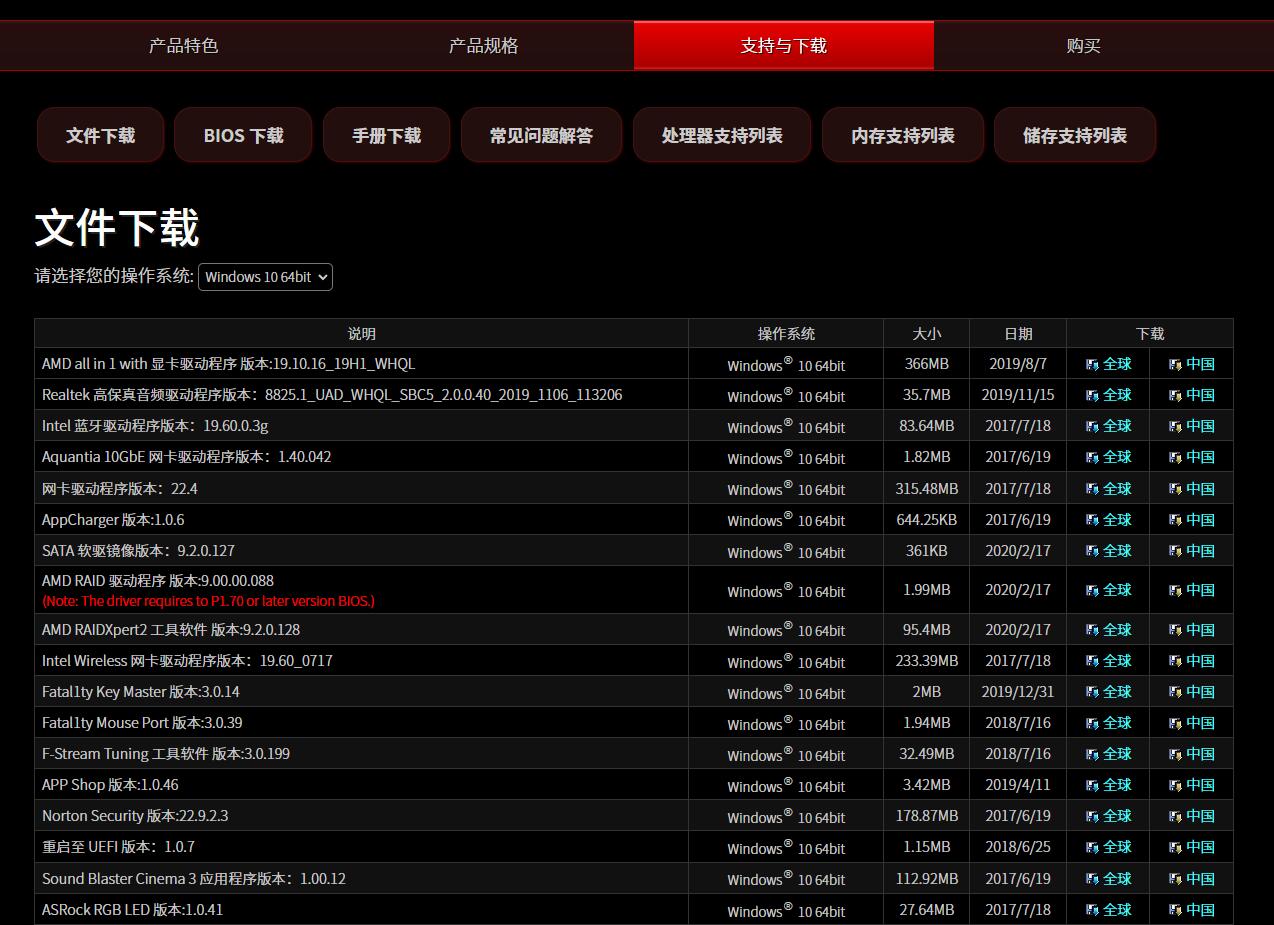 产品特色 产品规格 支持与下载 购买
文件下载 BIOS 下载 手册下载 常见问题解答 处理器支持列表 内存支持列表 储存支持列表
文件下载
请选择您的操作系统: Windows 10 64bit
说明 操作系统 大小 日期 下载
AMD all in 1 with 显卡驱动程序 版本:19.10.16_19H1_WHQL Windows® 10 64bit 366MB 2019/8/7 全球 中国
Realtek 高保真音频驱动程序版本：8825.1_UAD_WHQL_SBC5_2.0.0.40_2019_1106_113206 Windows® 10 64bit 35.7MB 2019/11/15 全球 中国
Intel 蓝牙驱动程序版本：19.60.0.3g Windows® 10 64bit 83.64MB 2017/7/18 全球 中国
Aquantia 10GbE 网卡驱动程序版本：1.40.042 Windows® 10 64bit 1.82MB 2017/6/19 全球 中国
网卡驱动程序版本：22.4 Windows® 10 64bit 315.48MB 2017/7/18 全球 中国
AppCharger 版本:1.0.6 Windows® 10 64bit 644.25KB 2017/6/19 全球 中国
SATA 软驱镜像版本：9.2.0.127 Windows® 10 64bit 361KB 2020/2/17 全球 中国
AMD RAID 驱动程序 版本:9.00.00.088
(Note: The driver requires to P1.70 or later version BIOS.) Windows® 10 64bit 1.99MB 2020/2/17 全球 中国
AMD RAIDXpert2 工具软件 版本:9.2.0.128 Windows® 10 64bit 95.4MB 2020/2/17 全球 中国
Intel Wireless 网卡驱动程序版本：19.60_0717 Windows® 10 64bit 233.39MB 2017/7/18 全球 中国
Fatal1ty Key Master 版本:3.0.14 Windows® 10 64bit 2MB 2019/12/31 全球 中国
Fatal1ty Mouse Port 版本:3.0.39 Windows® 10 64bit 1.94MB 2018/7/16 全球 中国
F-Stream Tuning 工具软件 版本:3.0.199 Windows® 10 64bit 32.49MB 2018/7/16 全球 中国
APP Shop 版本:1.0.46 Windows® 10 64bit 3.42MB 2019/4/11 全球 中国
Norton Security 版本:22.9.2.3 Windows® 10 64bit 178.87MB 2017/6/19 全球 中国
重启至 UEFI 版本：1.0.7 Windows® 10 64bit 1.15MB 2018/6/25 全球 中国
Sound Blaster Cinema 3 应用程序版本：1.00.12 Windows® 10 64bit 112.92MB 2017/6/19 全球 中国
ASRock RGB LED 版本:1.0.41 Windows® 10 64bit 27.64MB 2017/7/18 全球 中国